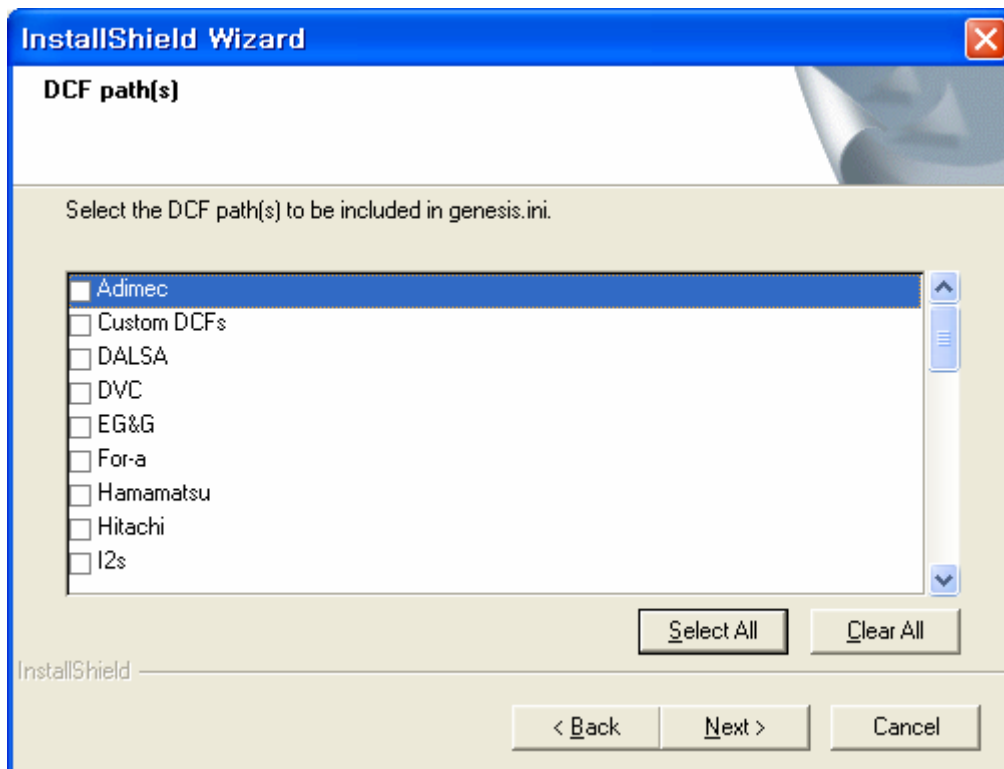 InstallShield Wizard
DCF path(s)
Select the DCF path(s) to be included in genesis.ini.
Adimec
Custom DCFs
DALSA
DVC
EG&G
For-a
Hamamatsu
Hitachi
I2s
Select All Clear All
InstallShield
< Back Next > Cancel